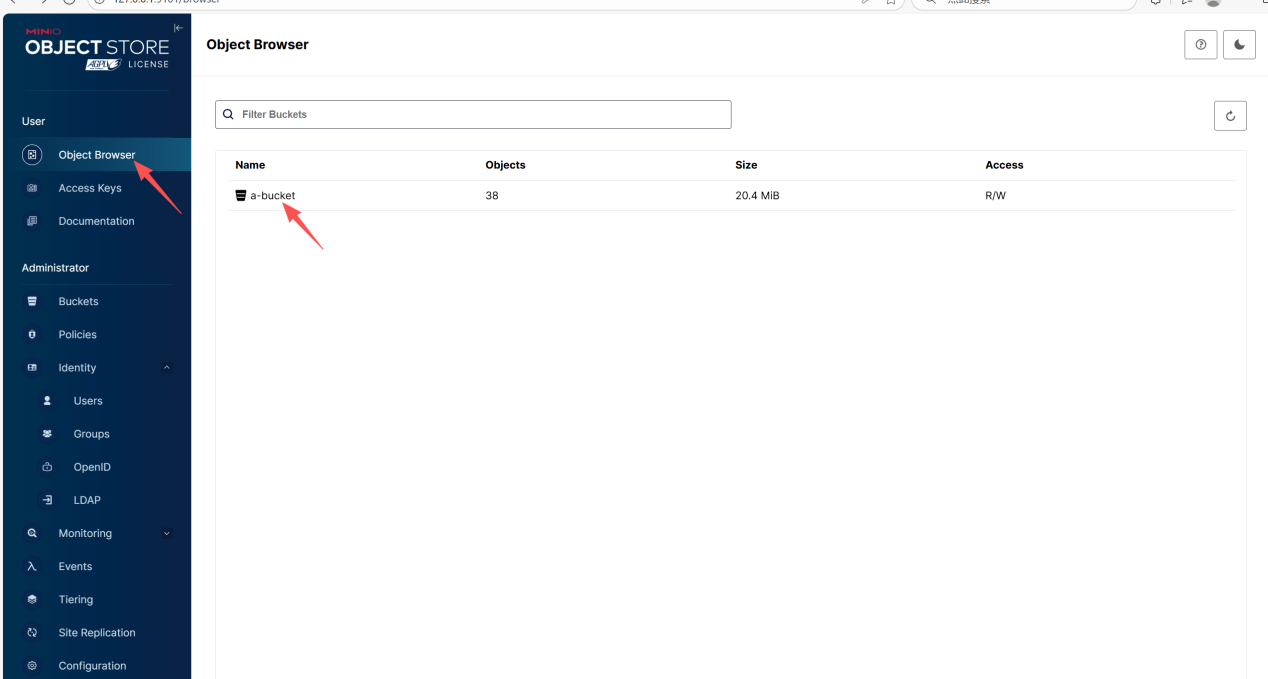 MINIO
OBJECT STORE
AGPLv3 LICENSE
Object Browser
User
Filter Buckets
Object Browser
Name Objects Size Access
Access Keys
a-bucket 38 20.4 MiB R/W
Documentation
Administrator
Buckets
Policies
Identity
Users
Groups
OpenID
LDAP
Monitoring
Events
Tiering
Site Replication
Configuration